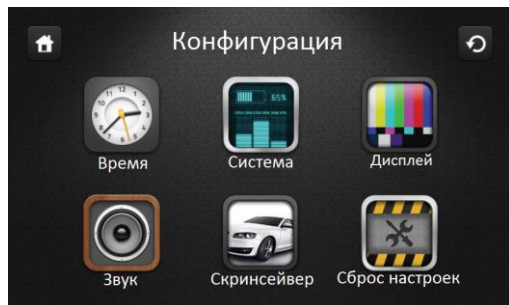 Конфигурация
65%
Время
Система
Дисплей
Звук
Скринсейвер
Сброс настроек